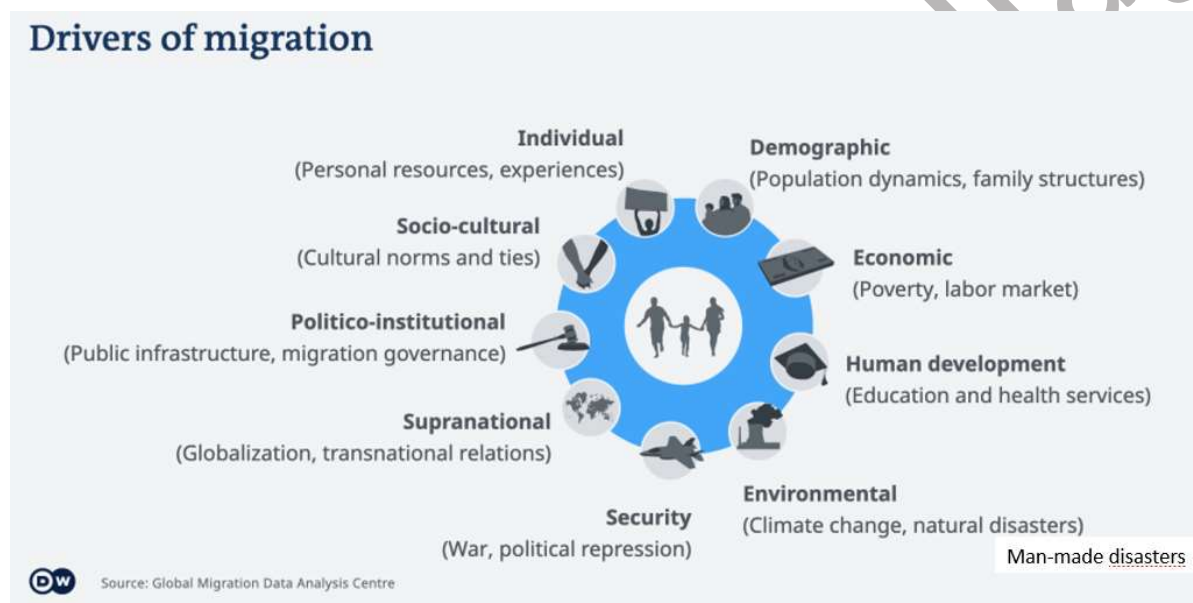 Drivers of migration
Individual
(Personal resources, experiences)
Demographic
(Population dynamics, family structures)
Socio-cultural
(Cultural norms and ties)
Economic
(Poverty, labor market)
Politico-institutional
(Public infrastructure, migration governance)
Human development
(Education and health services)
Supranational
(Globalization, transnational relations)
Environmental
(Climate change, natural disasters)
Security
(War, political repression)
Man-made disasters
DW
Source: Global Migration Data Analysis Centre